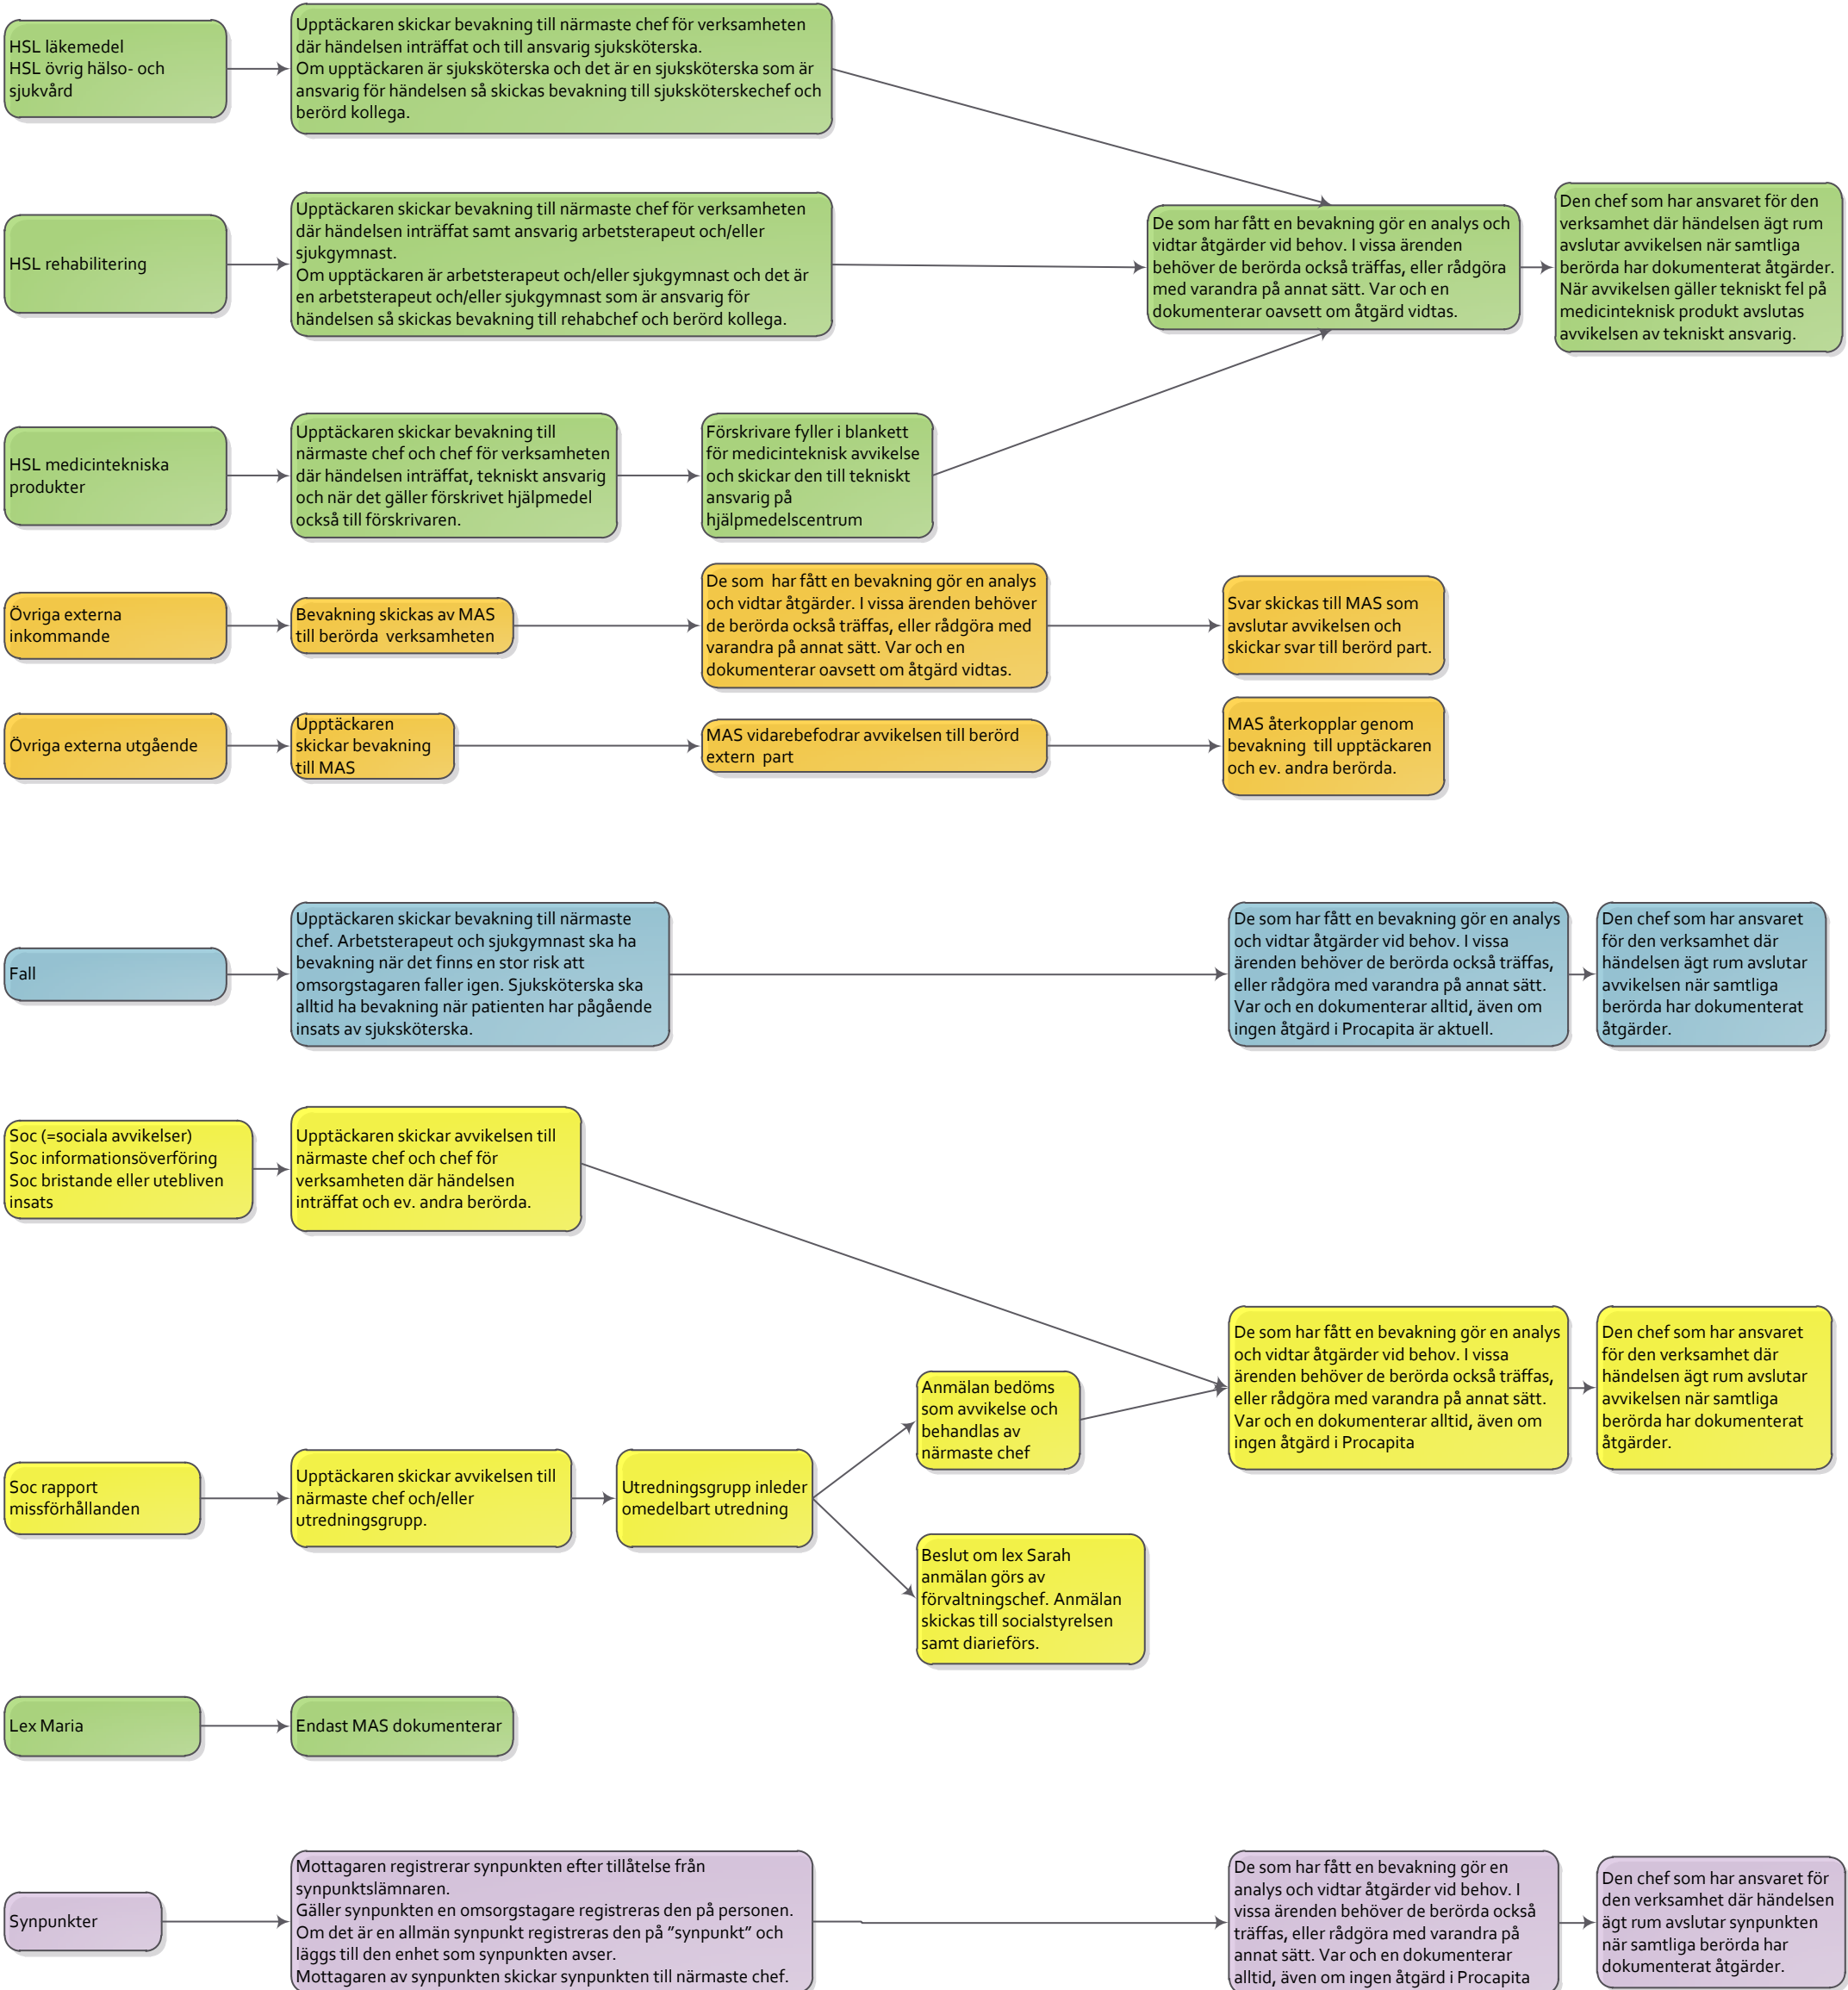 HSL läkemedel
HSL övrig hälso- och
sjukvård
Upptäckaren skickar bevakning till närmaste chef för verksamheten
där händelsen inträffat och till ansvarig sjuksköterska.
Om upptäckaren är sjuksköterska och det är en sjuksköterska som är
ansvarig för händelsen så skickas bevakning till sjuksköterskechef och
berörd kollega.
HSL rehabilitering
Upptäckaren skickar bevakning till närmaste chef för verksamheten
där händelsen inträffat samt ansvarig arbetsterapeut och/eller
sjukgymnast.
Om upptäckaren är arbetsterapeut och/eller sjukgymnast och det är
en arbetsterapeut och/eller sjukgymnast som är ansvarig för
händelsen så skickas bevakning till rehabchef och berörd kollega.
De som har fått en bevakning gör en analys och
vidtar åtgärder vid behov. I vissa ärenden
behöver de berörda också träffas, eller rådgöra
med varandra på annat sätt. Var och en
dokumenterar oavsett om åtgärd vidtas.
Den chef som har ansvaret för den
verksamhet där händelsen ägt rum
avslutar avvikelsen när samtliga
berörda har dokumenterat åtgärder.
När avvikelsen gäller tekniskt fel på
medicinteknisk produkt avslutas
avvikelsen av tekniskt ansvarig.
HSL medicintekniska
produkter
Upptäckaren skickar bevakning till
närmaste chef och chef för verksamheten
där händelsen inträffat, tekniskt ansvarig
och när det gäller förskrivet hjälpmedel
också till förskrivaren.
Förskrivare fyller i blankett
för medicinteknisk avvikelse
och skickar den till tekniskt
ansvarig på
hjälpmedelscentrum
Övriga externa
inkommande
Bevakning skickas av MAS
till berörda verksamheten
De som har fått en bevakning gör en analys
och vidtar åtgärder. I vissa ärenden behöver
de berörda också träffas, eller rådgöra med
varandra på annat sätt. Var och en
dokumenterar oavsett om åtgärd vidtas.
Svar skickas till MAS som
avslutar avvikelsen och
skickar svar till berörd part.
Övriga externa utgående
Upptäckaren
skickar bevakning
till MAS
MAS vidarebefodrar avvikelsen till berörd
extern part
MAS återkopplar genom
bevakning till upptäckaren
och ev. andra berörda.
Fall
Upptäckaren skickar bevakning till närmaste
chef. Arbetsterapeut och sjukgymnast ska ha
bevakning när det finns en stor risk att
omsorgstagaren faller igen. Sjuksköterska ska
alltid ha bevakning när patienten har pågående
insats av sjuksköterska.
De som har fått en bevakning gör en analys
och vidtar åtgärder vid behov. I vissa
ärenden behöver de berörda också träffas,
eller rådgöra med varandra på annat sätt.
Var och en dokumenterar alltid, även om
ingen åtgärd i Procapita är aktuell.
Den chef som har ansvaret
för den verksamhet där
händelsen ägt rum avslutar
avvikelsen när samtliga
berörda har dokumenterat
åtgärder.
Soc (=sociala avvikelser)
Soc informationsöverföring
Soc bristande eller utebliven
insats
Upptäckaren skickar avvikelsen till
närmaste chef och chef för
verksamheten där händelsen
inträffat och ev. andra berörda.
Soc rapport
missförhållanden
Upptäckaren skickar avvikelsen till
närmaste chef och/eller
utredningsgrupp.
Utredningsgrupp inleder
omedelbart utredning
Anmälan bedöms
som avvikelse och
behandlas av
närmaste chef
Beslut om lex Sarah
anmälan görs av
förvaltningschef. Anmälan
skickas till socialstyrelsen
samt diarieförs.
De som har fått en bevakning gör en analys
och vidtar åtgärder vid behov. I vissa
ärenden behöver de berörda också träffas,
eller rådgöra med varandra på annat sätt.
Var och en dokumenterar alltid, även om
ingen åtgärd i Procapita
Den chef som har ansvaret
för den verksamhet där
händelsen ägt rum avslutar
avvikelsen när samtliga
berörda har dokumenterat
åtgärder.
Lex Maria
Endast MAS dokumenterar
Synpunkter
Mottagaren registrerar synpunkten efter tillåtelse från
synpunktslämnaren.
Gäller synpunkten en omsorgstagare registreras den på personen.
Om det är en allmän synpunkt registreras den på ”synpunkt” och
läggs till den enhet som synpunkten avser.
Mottagaren av synpunkten skickar synpunkten till närmaste chef.
De som har fått en bevakning gör en
analys och vidtar åtgärder vid behov. I
vissa ärenden behöver de berörda också
träffas, eller rådgöra med varandra på
annat sätt. Var och en dokumenterar
alltid, även om ingen åtgärd i Procapita
Den chef som har ansvaret för
den verksamhet där händelsen
ägt rum avslutar synpunkten
när samtliga berörda har
dokumenterat åtgärder.